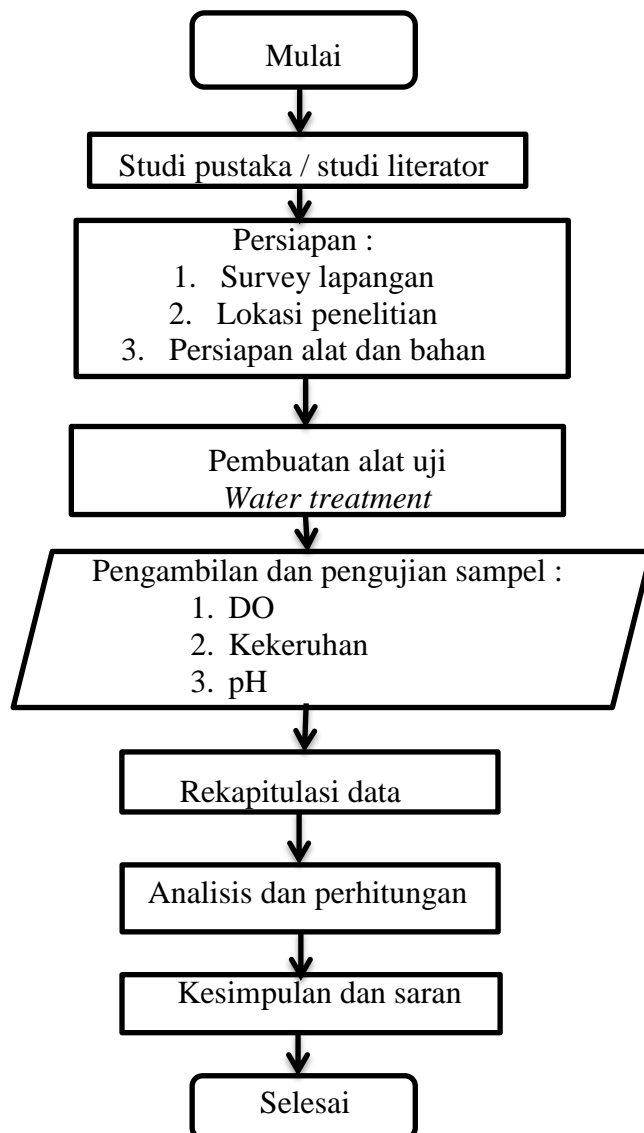 Mulai
Studi pustaka / studi literator
Persiapan :
1. Survey lapangan
2. Lokasi penelitian
3. Persiapan alat dan bahan
Pembuatan alat uji
Water treatment
Pengambilan dan pengujian sampel :
1. DO
2. Kekeruhan
3. pH
Rekapitulasi data
Analisis dan perhitungan
Kesimpulan dan saran
Selesai